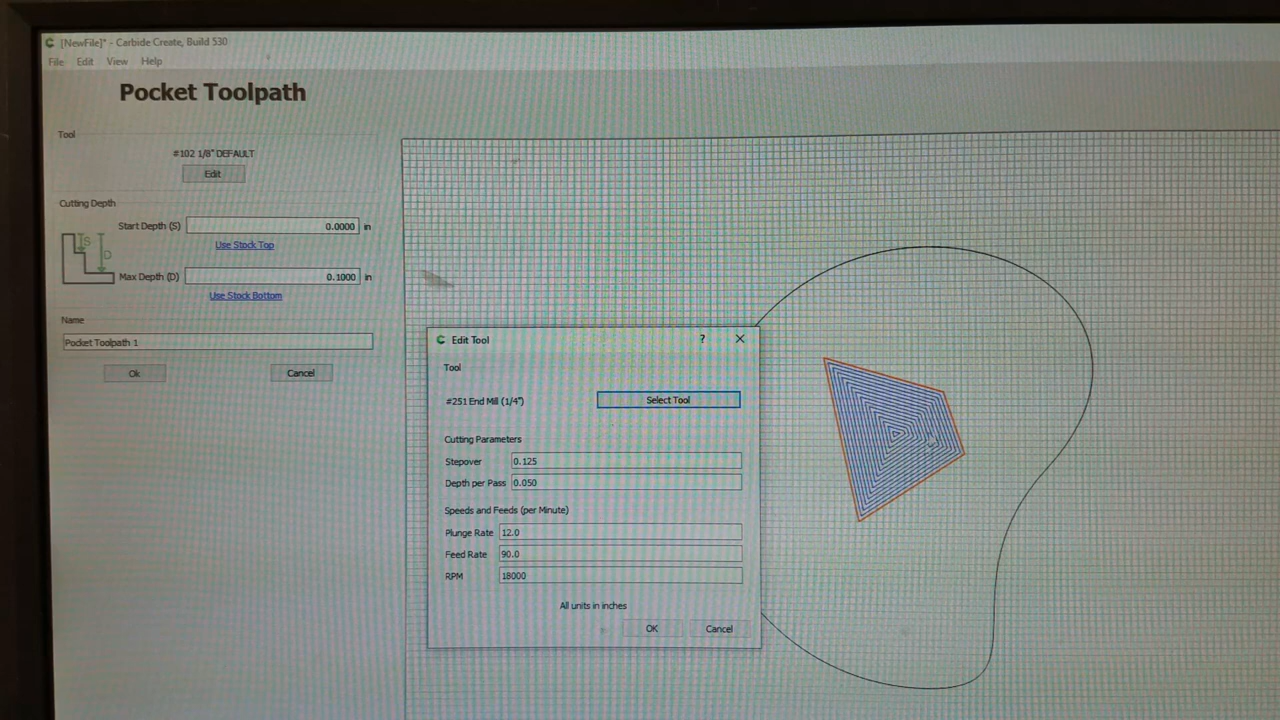 [NewFile]* - Carbide Create, Build 530
File Edit View Help
Pocket Toolpath
Tool
#102 1/8" DEFAULT
Edit
Cutting Depth
Start Depth (S) 0.0000 in
S
Use Stock Top
D
Max Depth (D) 0.1000 in
Use Stock Bottom
Name
Pocket Toolpath 1
Ok Cancel
Edit Tool ?
Tool
#251 End Mill (1/4") Select Tool
Cutting Parameters
Stepover 0.125
Depth per Pass 0.050
Speeds and Feeds (per Minute)
Plunge Rate 12.0
Feed Rate 90.0
RPM 18000
All units in inches
OK Cancel